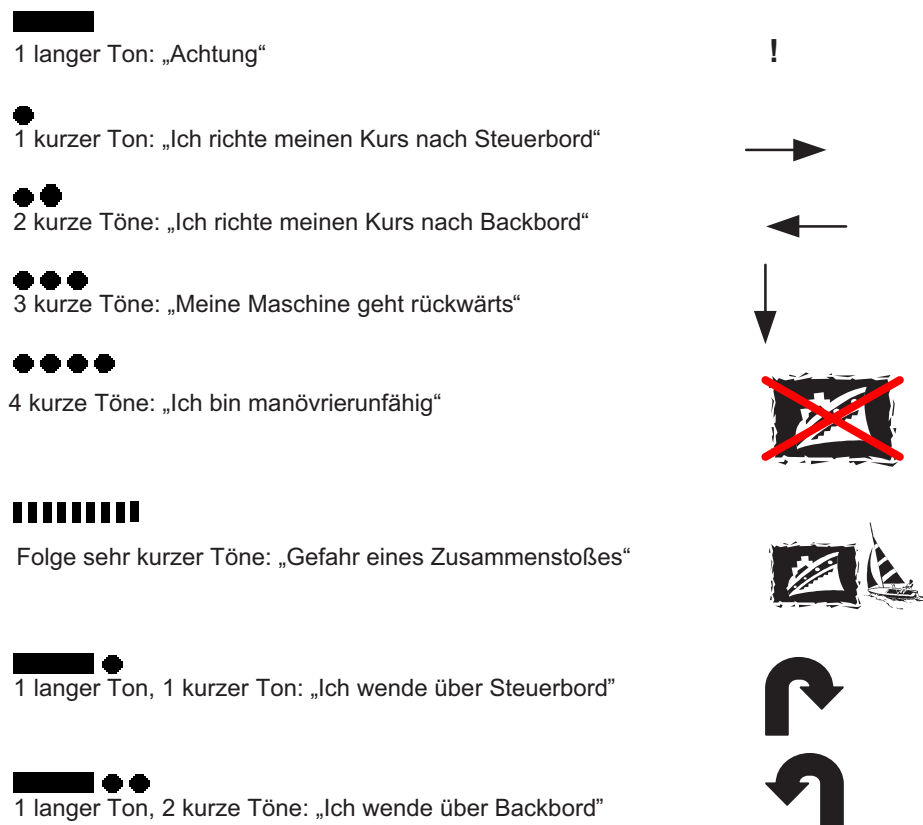 1 langer Ton: „Achtung“
!
1 kurzer Ton: „Ich richte meinen Kurs nach Steuerbord“
2 kurze Töne: „Ich richte meinen Kurs nach Backbord“
3 kurze Töne: „Meine Maschine geht rückwärts“
4 kurze Töne: „Ich bin manövrierunfähig“
Folge sehr kurzer Töne: „Gefahr eines Zusammenstoßes“
1 langer Ton, 1 kurzer Ton: „Ich wende über Steuerbord”
1 langer Ton, 2 kurze Töne: „Ich wende über Backbord”